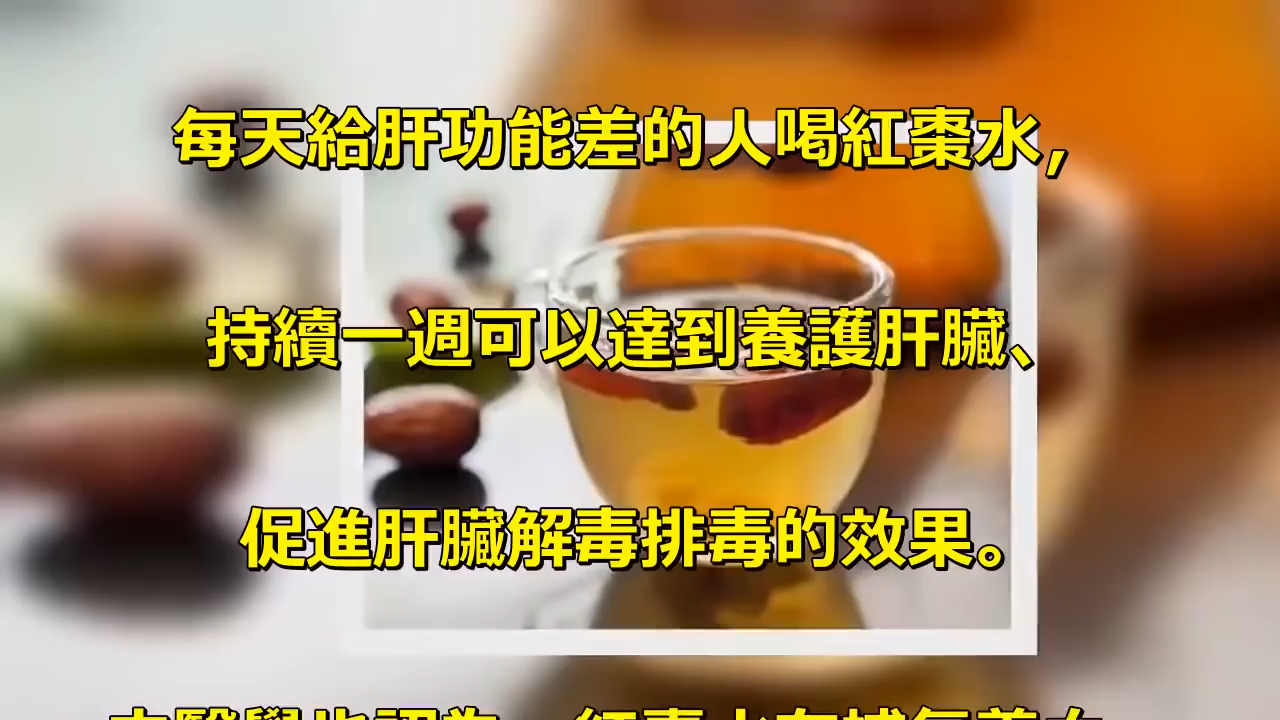 每天給肝功能差的人喝紅棗水，
持續一週可以達到養護肝臟、
促進肝臟解毒排毒的效果。